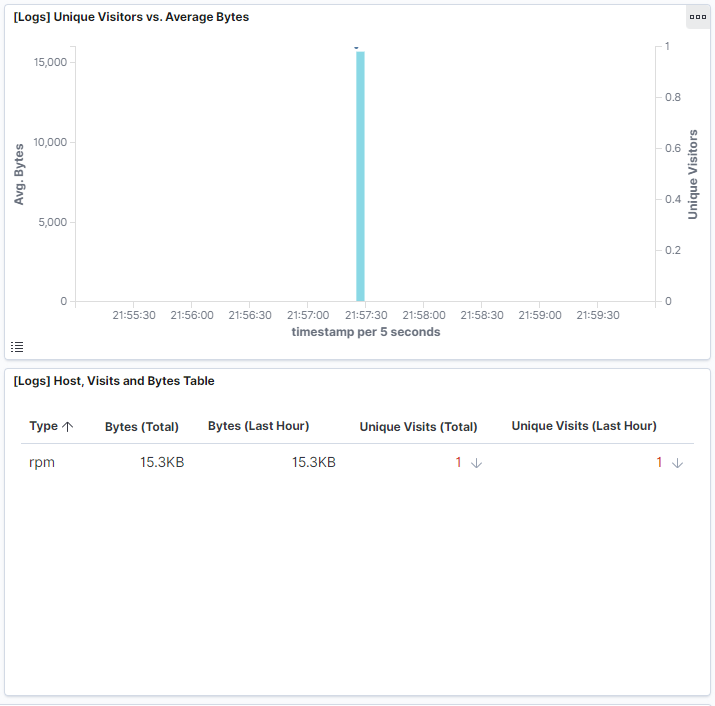 [Logs] Unique Visitors vs. Average Bytes
15,000
10,000
5,000
0
Avg. Bytes
1
0.8
0.6
0.4
0.2
0
Unique Visitors
21:55:30 21:56:00 21:56:30 21:57:00 21:57:30 21:58:00 21:58:30 21:59:00 21:59:30
timestamp per 5 seconds
[Logs] Host, Visits and Bytes Table
Type Bytes (Total) Bytes (Last Hour) Unique Visits (Total) Unique Visits (Last Hour)
rpm 15.3KB 15.3KB 1 1